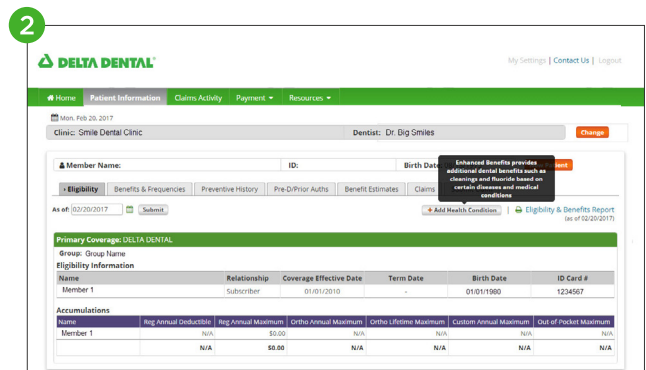 2
DELTA DENTAL
My Settings | Contact Us | Logout
Home Patient Information Claims Activity Payment Resources
Mon, Feb 20, 2017
Clinic: Smile Dental Clinic Dentist: Dr. Big Smiles Change
Member Name: ID: Birth Date:
Enhanced Benefits provides
additional dental benefits such as
cleanings and fluoride based on
certain diseases and medical
conditions
Eligibility Benefits & Frequencies Preventive History Pre-D/Prior Auths Benefit Estimates Claims
As of: 02/20/2017 Submit + Add Health Condition | Eligibility & Benefits Report
(as of 02/20/2017)
Primary Coverage: DELTA DENTAL
Group: Group Name
Eligibility Information
Name Relationship Coverage Effective Date Term Date Birth Date ID Card #
Member 1 Subscriber 01/01/2010 - 01/01/1980 1234567
Accumulations
Name Reg Annual Deductible Reg Annual Maximum Ortho Annual Maximum Ortho Lifetime Maximum Custom Annual Maximum Out of Pocket Maximum
Member 1 N/A $0.00 N/A N/A N/A N/A
N/A $0.00 N/A N/A N/A N/A